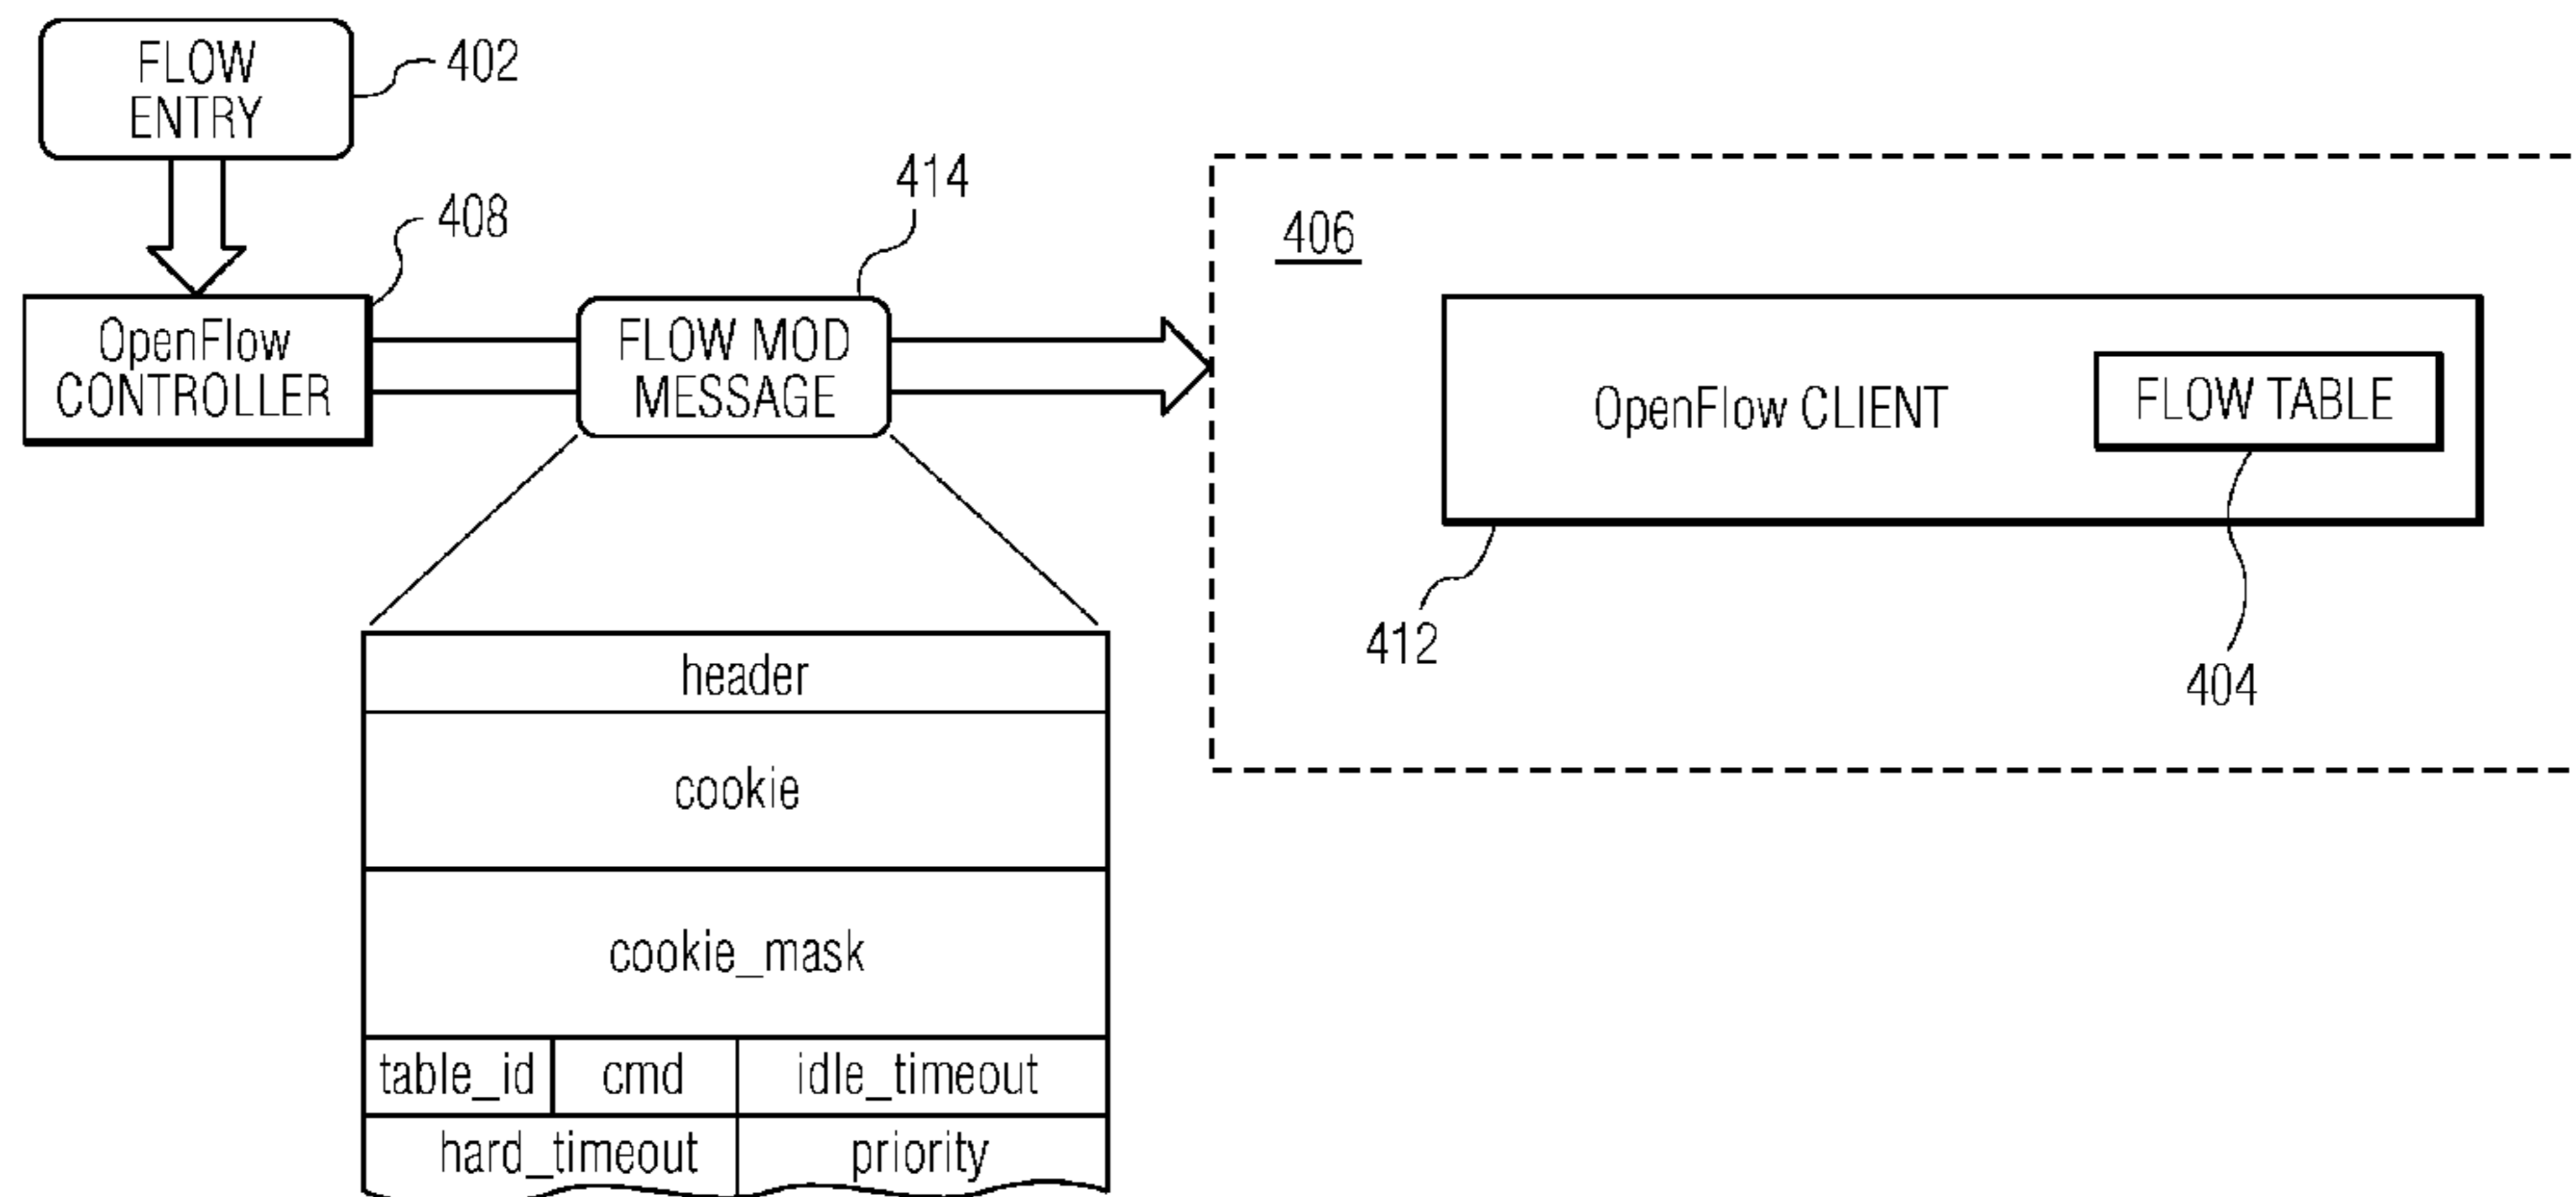 FLOW
ENTRY
402
408
OpenFlow
CONTROLLER
414
FLOW MOD
MESSAGE
406
OpenFlow CLIENT
FLOW TABLE
412
404
header
cookie
cookie_mask
table_id cmd idle_timeout
hard_timeout priority